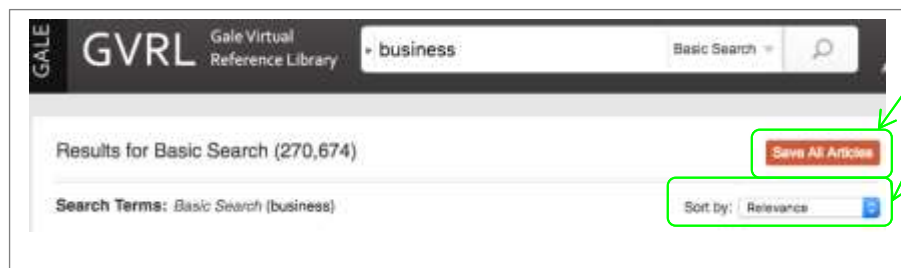 GALE
GVRL
Gale Virtual
Reference Library
business
Basic Search
Results for Basic Search (270,674)
Save All Articles
Search Terms: Basic Search (business)
Sort by: Relevance